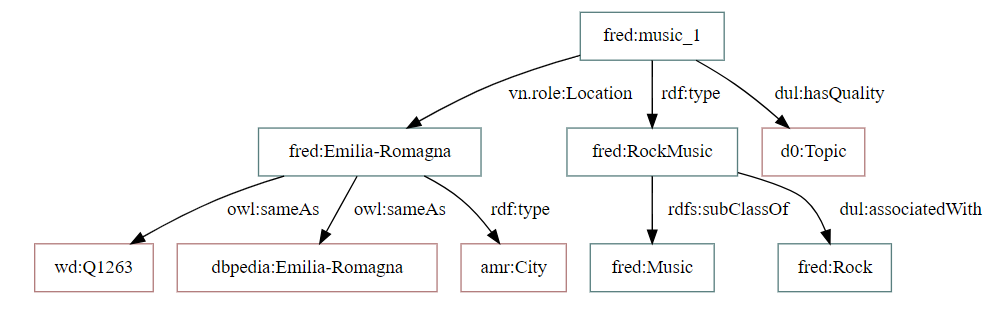 fred:music_1
vn.role:Location
rdf:type
dul:hasQuality
fred:Emilia-Romagna
fred:RockMusic
d0:Topic
owl:sameAs
owl:sameAs
rdf:type
rdfs:subClassOf
dul:associatedWith
wd:Q1263
dbpedia:Emilia-Romagna
amr:City
fred:Music
fred:Rock